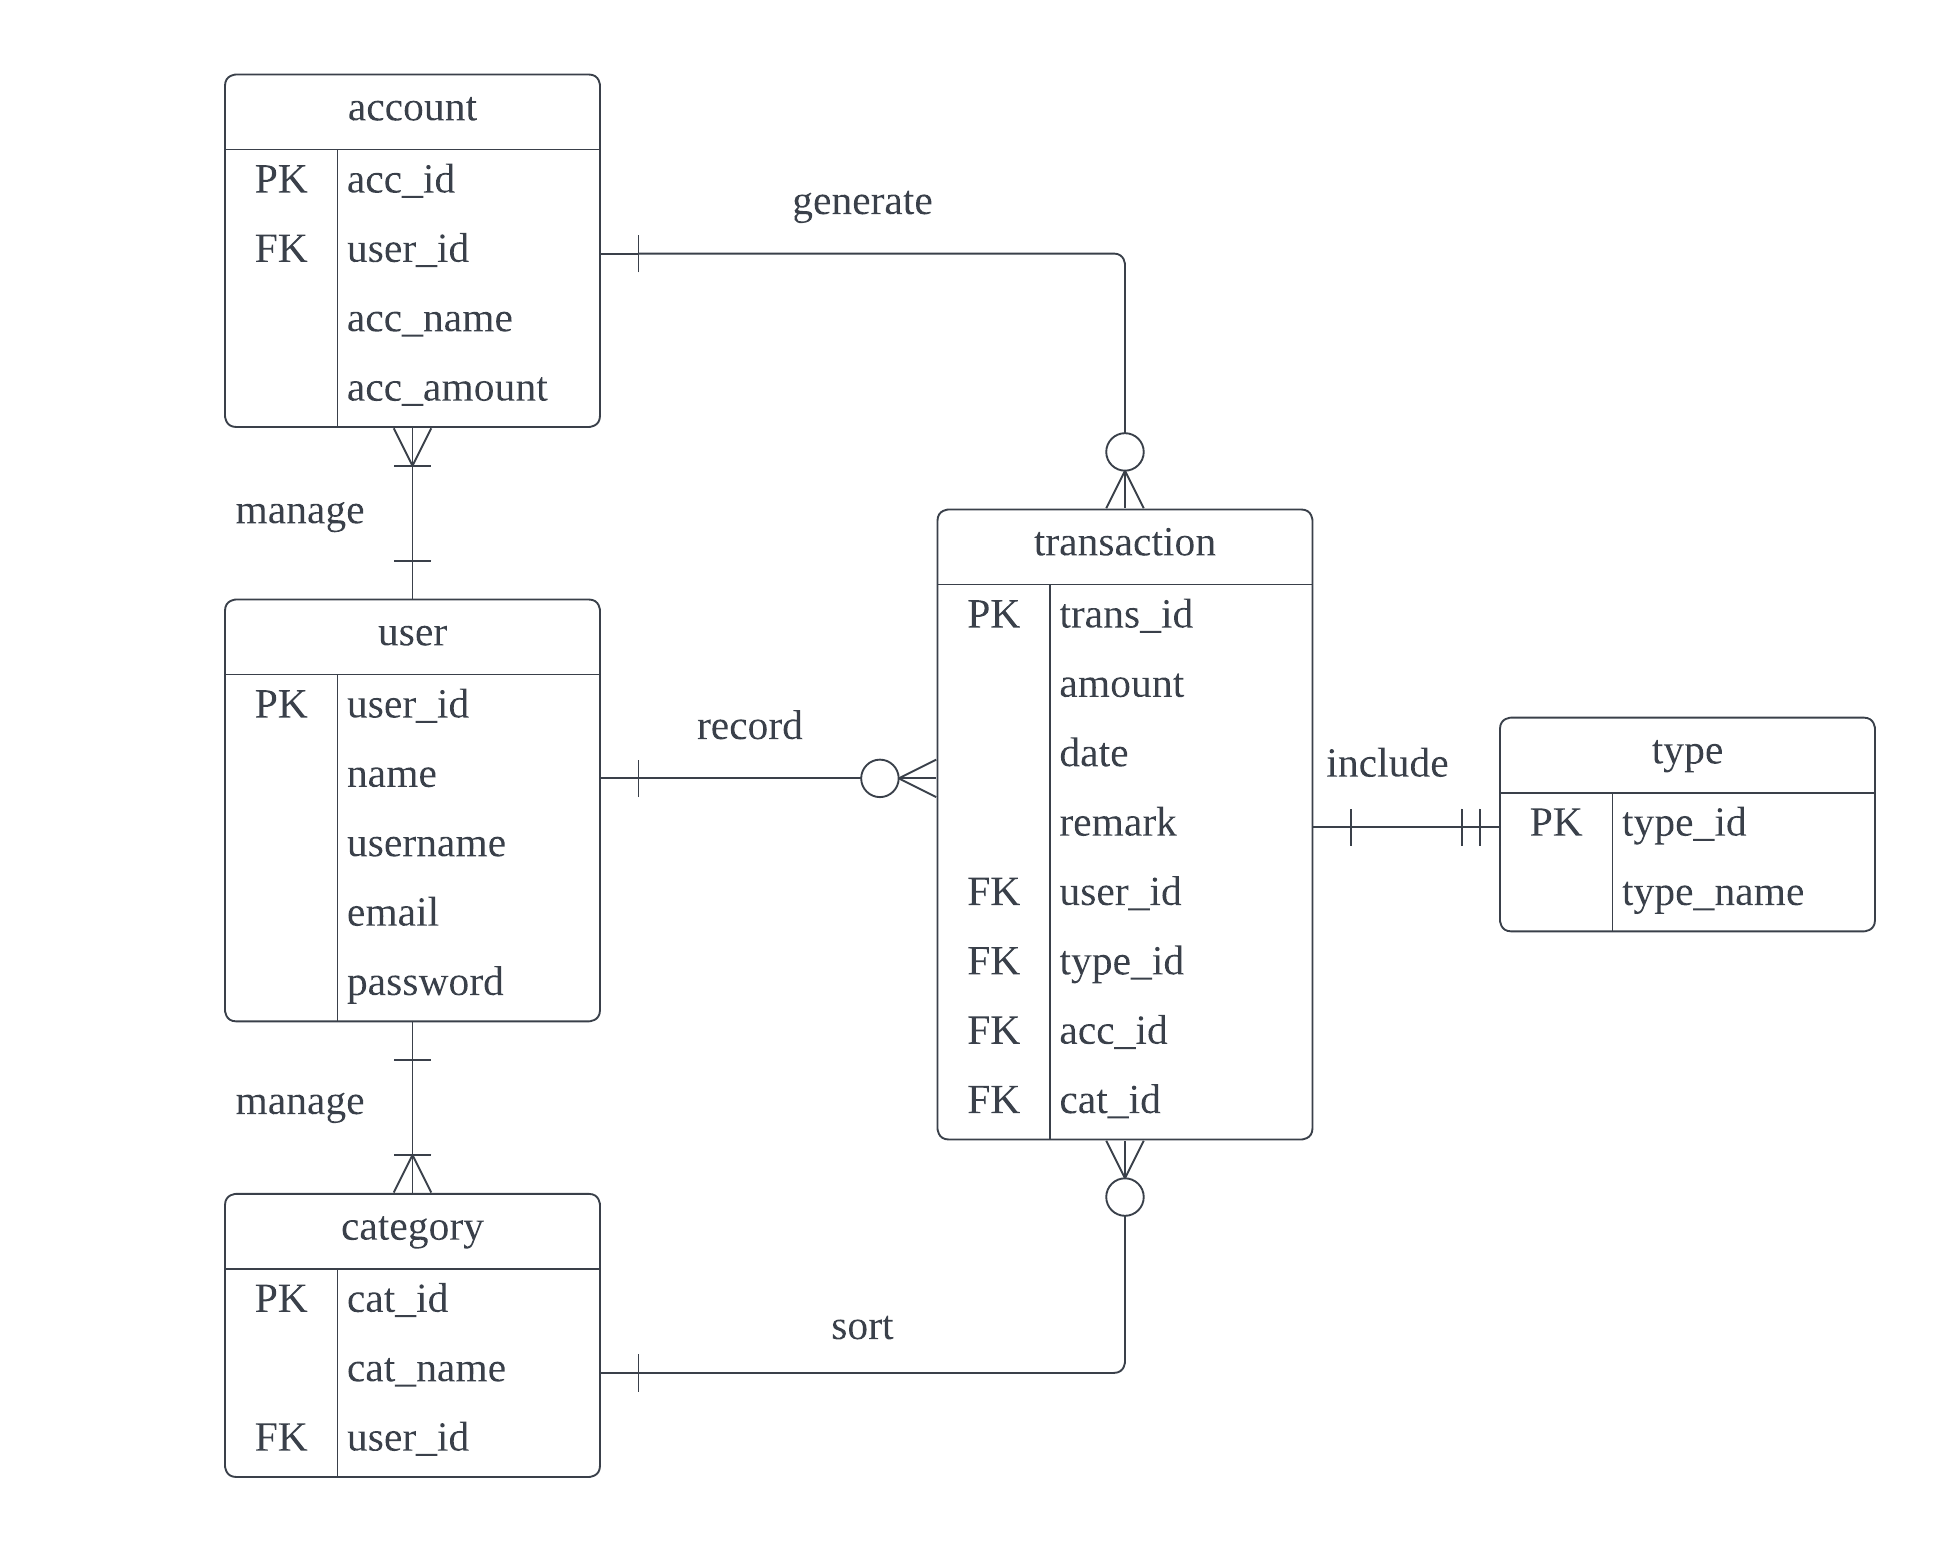 account
PK acc_id
FK user_id
acc_name
acc_amount
generate
manage
user
PK user_id
name
username
email
password
record
transaction
PK trans_id
amount
date
remark
FK user_id
FK type_id
FK acc_id
FK cat_id
include
type
PK type_id
type_name
manage
category
PK cat_id
cat_name
FK user_id
sort